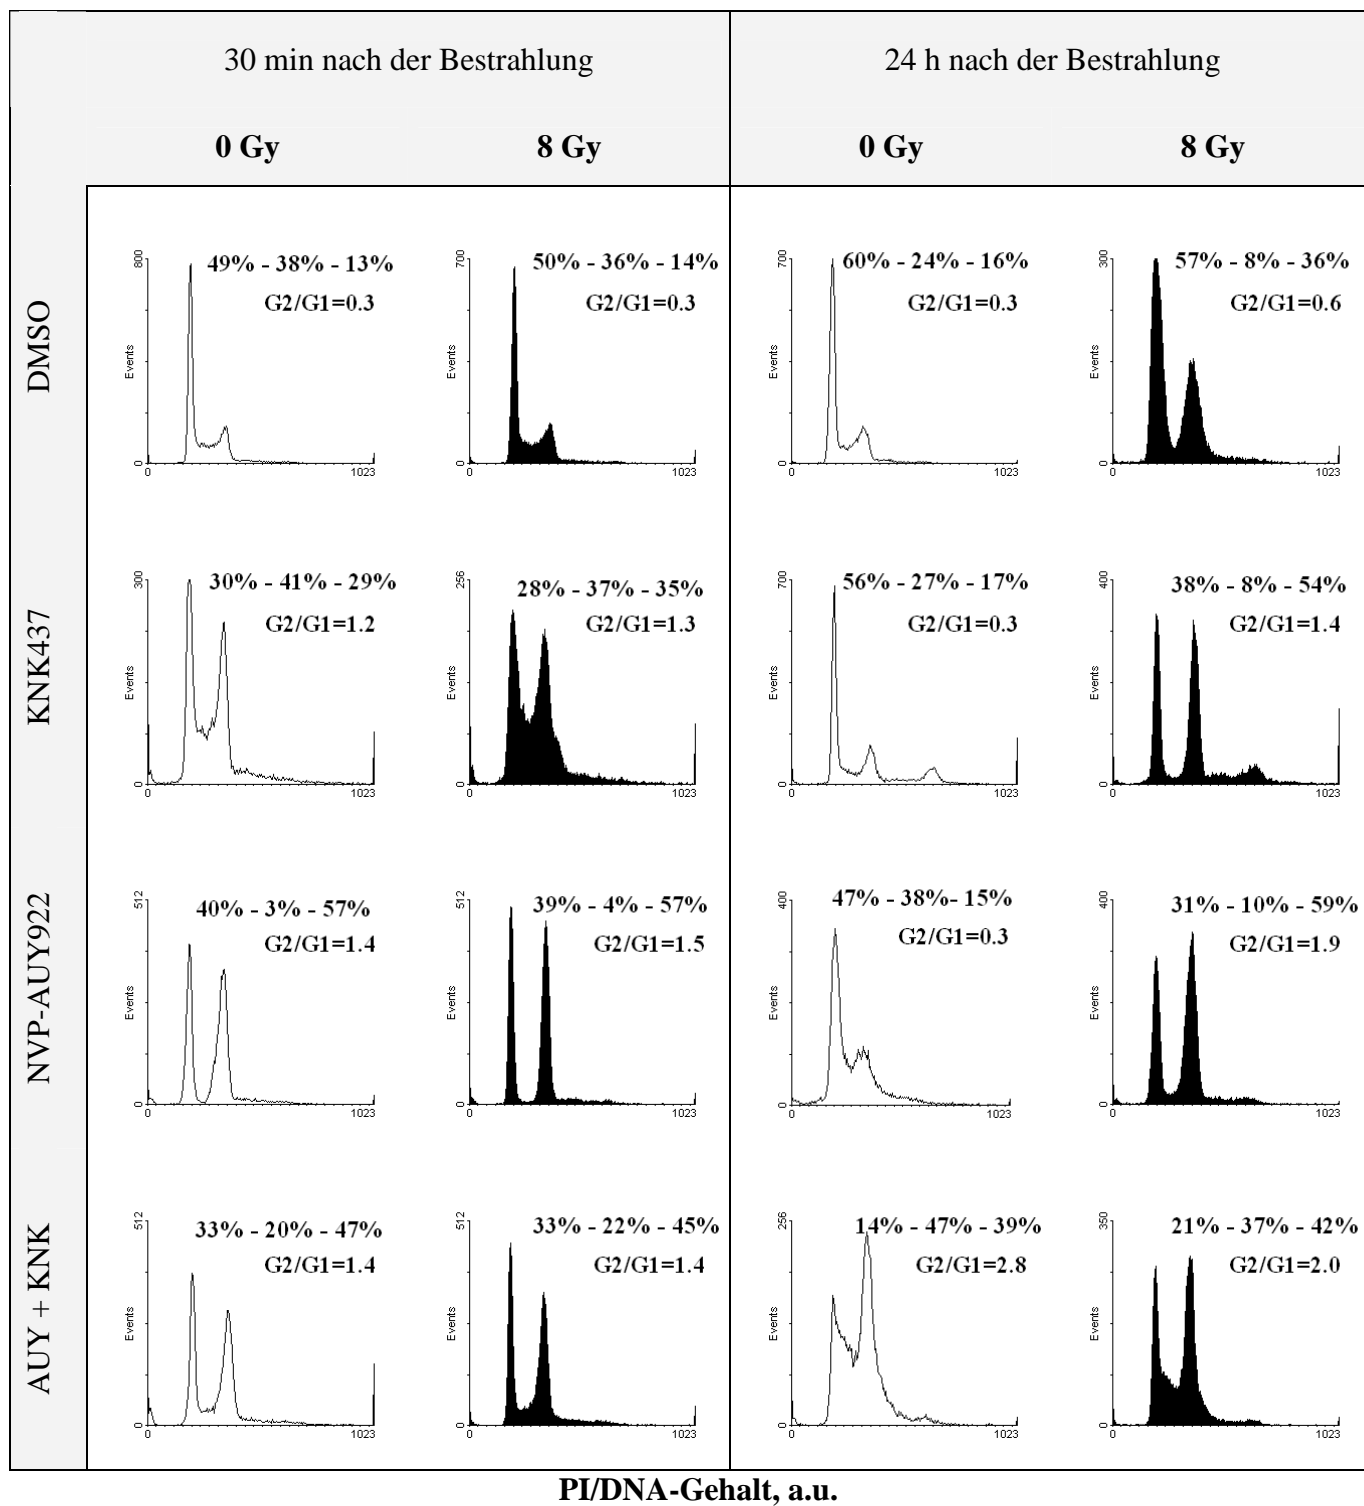 30 min nach der Bestrahlung 24 h nach der Bestrahlung
0 Gy 8 Gy 0 Gy 8 Gy
DMSO
800
Events
0
0 1023
49% - 38% - 13%
G2/G1=0.3
700
Events
0
0 1023
50% - 36% - 14%
G2/G1=0.3
700
Events
0
0 1023
60% - 24% - 16%
G2/G1=0.3
300
Events
0
0 1023
57% - 8% - 36%
G2/G1=0.6
KNK437
300
Events
0
0 1023
30% - 41% - 29%
G2/G1=1.2
256
Events
0
0 1023
28% - 37% - 35%
G2/G1=1.3
700
Events
0
0 1023
56% - 27% - 17%
G2/G1=0.3
400
Events
0
0 1023
38% - 8% - 54%
G2/G1=1.4
NVP-AUY922
512
Events
0
0 1023
40% - 3% - 57%
G2/G1=1.4
512
Events
0
0 1023
39% - 4% - 57%
G2/G1=1.5
400
Events
0
0 1023
47% - 38%- 15%
G2/G1=0.3
400
Events
0
0 1023
31% - 10% - 59%
G2/G1=1.9
AUY + KNK
512
Events
0
0 1023
33% - 20% - 47%
G2/G1=1.4
512
Events
0
0 1023
33% - 22% - 45%
G2/G1=1.4
256
Events
0
0 1023
14% - 47% - 39%
G2/G1=2.8
350
Events
0
0 1023
21% - 37% - 42%
G2/G1=2.0
PI/DNA-Gehalt, a.u.